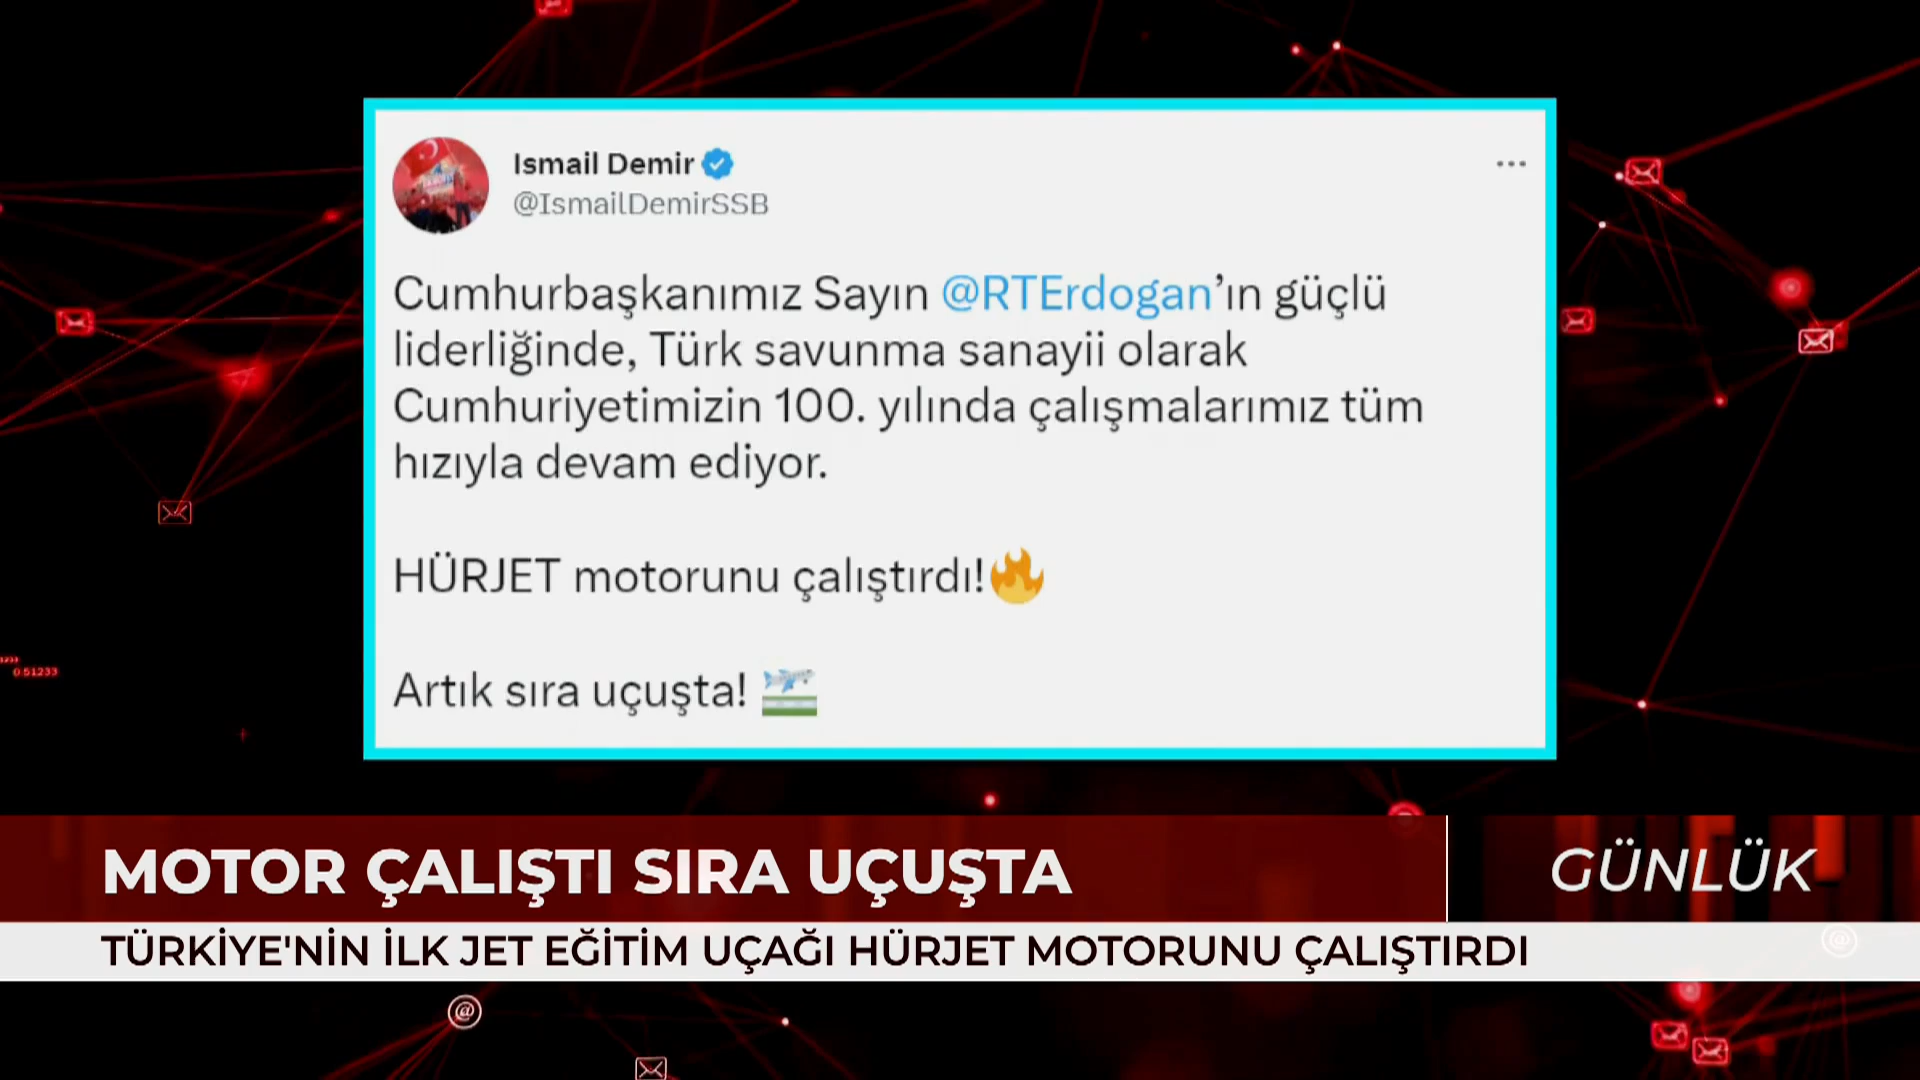 Ismail Demir
@IsmailDemirSSB
Cumhurbaşkanımız Sayın @RTErdogan’ın güçlü
liderliğinde, Türk savunma sanayii olarak
Cumhuriyetimizin 100. yılında çalışmalarımız tüm
hızıyla devam ediyor.
HÜRJET motorunu çalıştırdı!🔥
Artık sıra uçuşta! 🛫
0.51233
MOTOR ÇALIŞTI SIRA UÇUŞTA
GÜNLÜK
TÜRKİYE'NİN İLK JET EĞİTİM UÇAĞI HÜRJET MOTORUNU ÇALIŞTIRDI